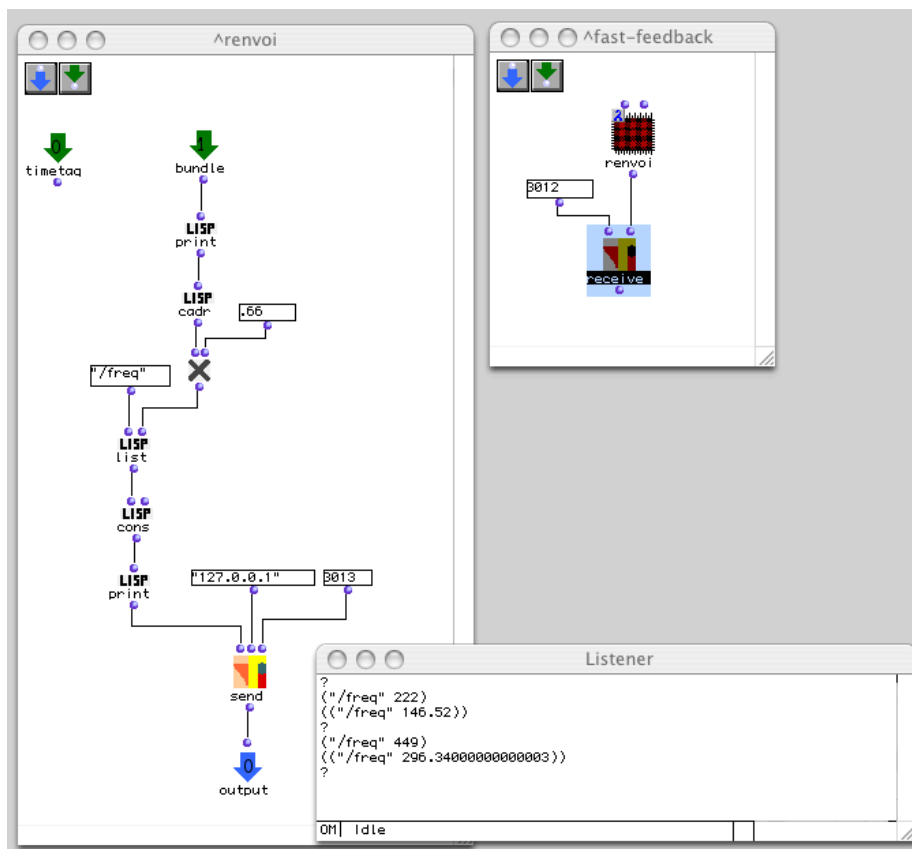 ^renvoi
0
timetag
1
bundle
LISP
print
LISP
cadr
.66
"/freq"
LISP
list
LISP
cons
LISP
print
"127.0.0.1"
3013
send
0
output
^fast-feedback
renvoi
3012
receive
Listener
?
("/freq" 222)
(("/freq" 146.52))
?
("/freq" 449)
(("/freq" 296.34000000000003))
?
OM| Idle